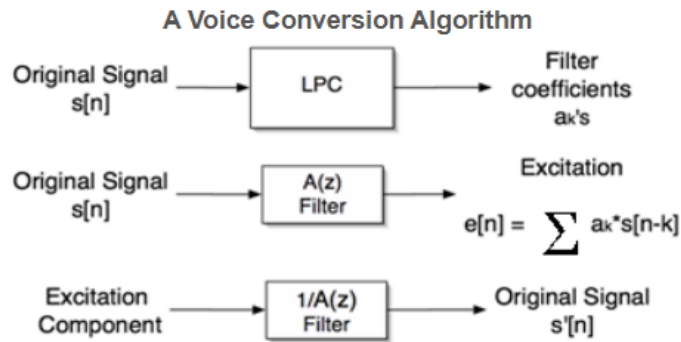 A Voice Conversion Algorithm
Original Signal
s[n]
LPC
Filter
coefficients
ak's
Original Signal
s[n]
A(z)
Filter
Excitation
e[n] = ∑ ak*s[n-k]
Excitation
Component
1/A(z)
Filter
Original Signal
s'[n]